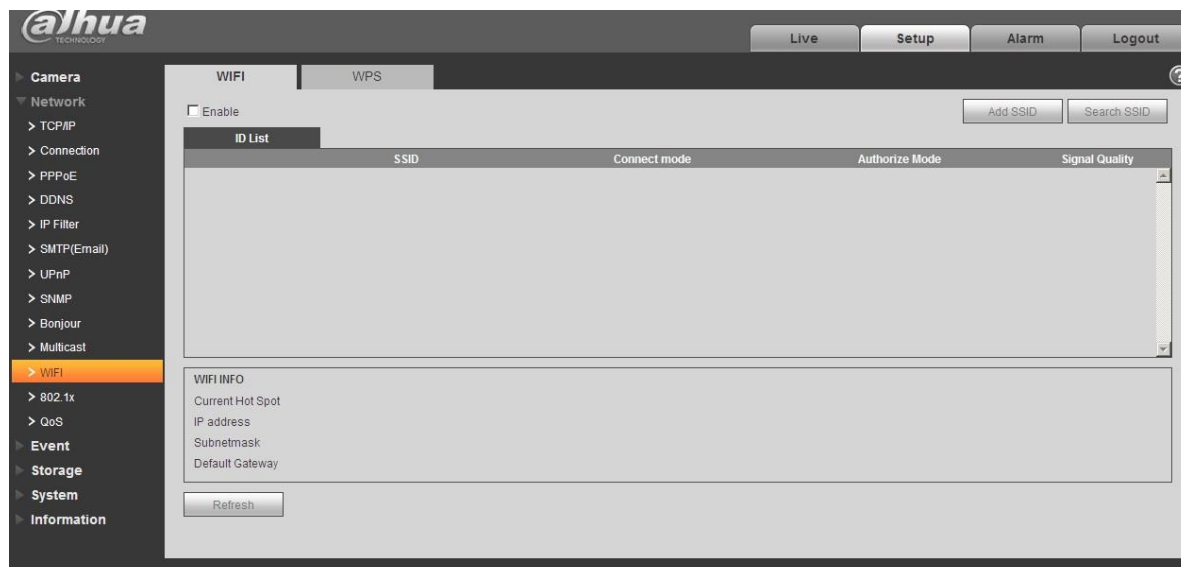 alhua
TECHNOLOGY
Live Setup Alarm Logout
Camera
Network
> TCP/IP
> Connection
> PPPoE
> DDNS
> IP Filter
> SMTP(Email)
> UPnP
> SNMP
> Bonjour
> Multicast
> WIFI
> 802.1x
> QoS
Event
Storage
System
Information
WIFI WPS
?
Enable Add SSID Search SSID
ID List
SSID Connect mode Authorize Mode Signal Quality
WIFI INFO
Current Hot Spot
IP address
Subnetmask
Default Gateway
Refresh